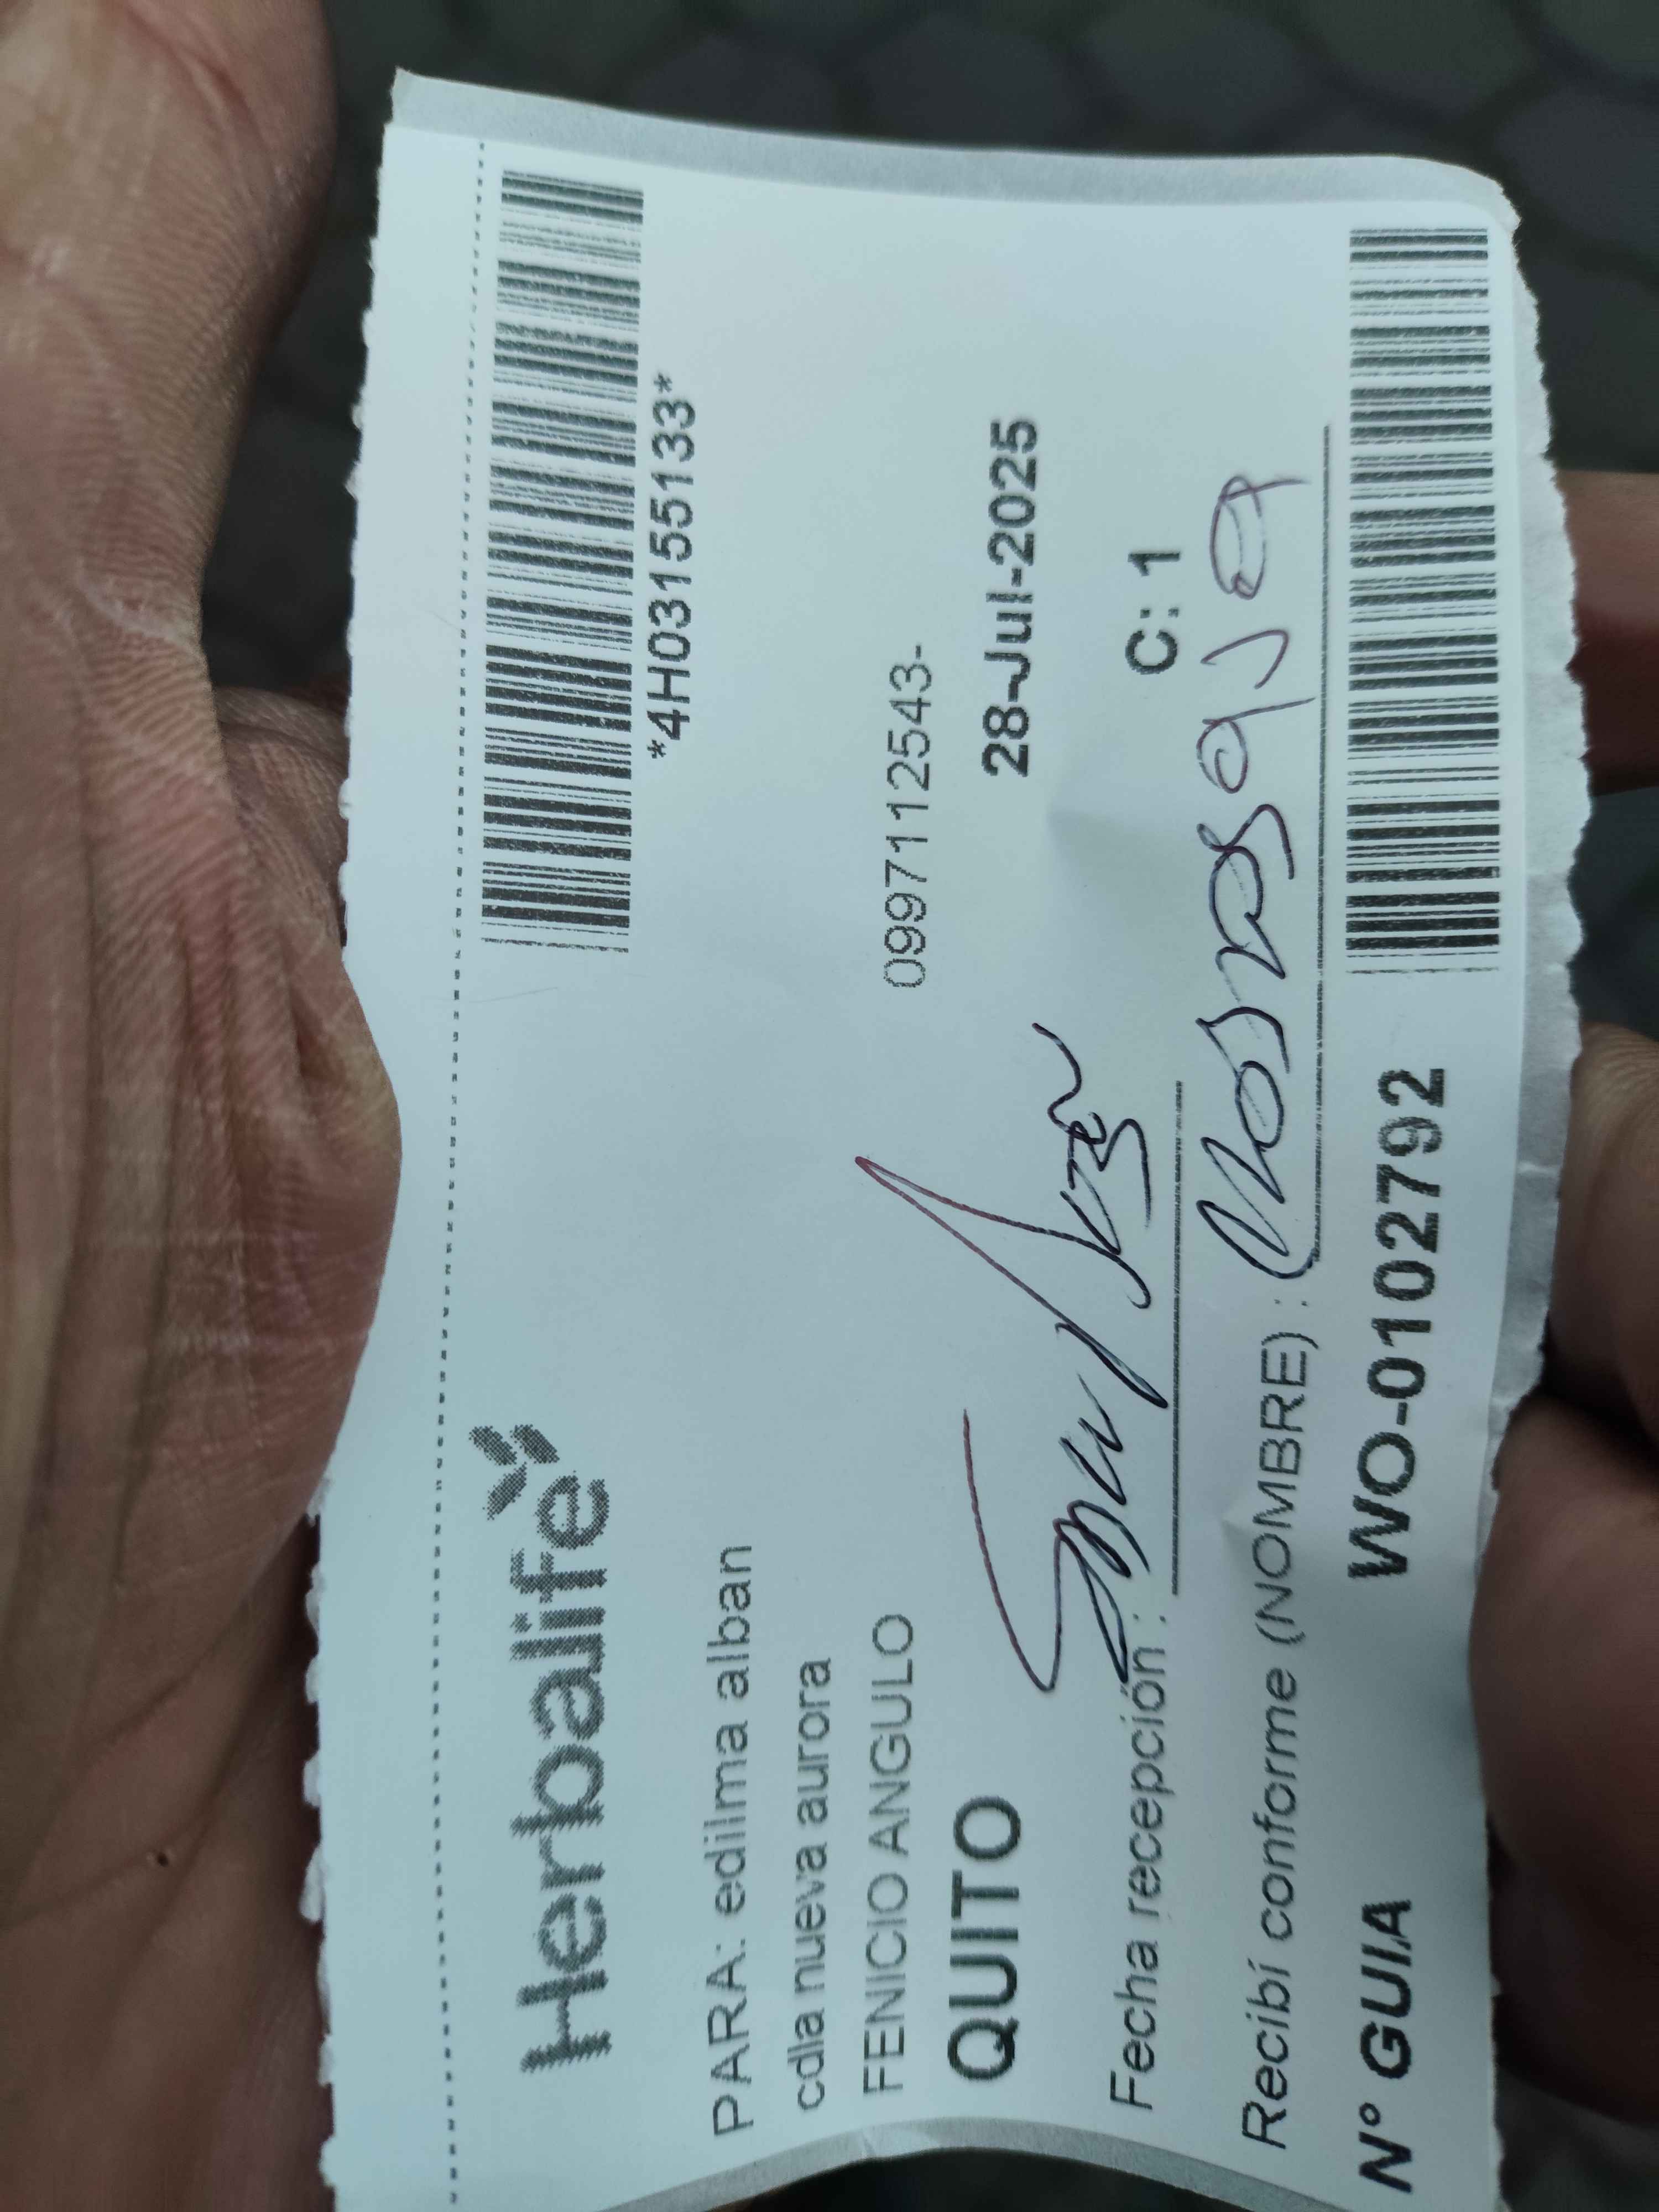 Herbalife
*4H03155133*
PARA: edilma alban
cdla nueva aurora
FENICIO ANGULO
0997112543-
QUITO
28-Jul-2025
Fecha recepción :
C: 1
Recibí conforme (NOMBRE) :
Nº GUIA WO-0102792